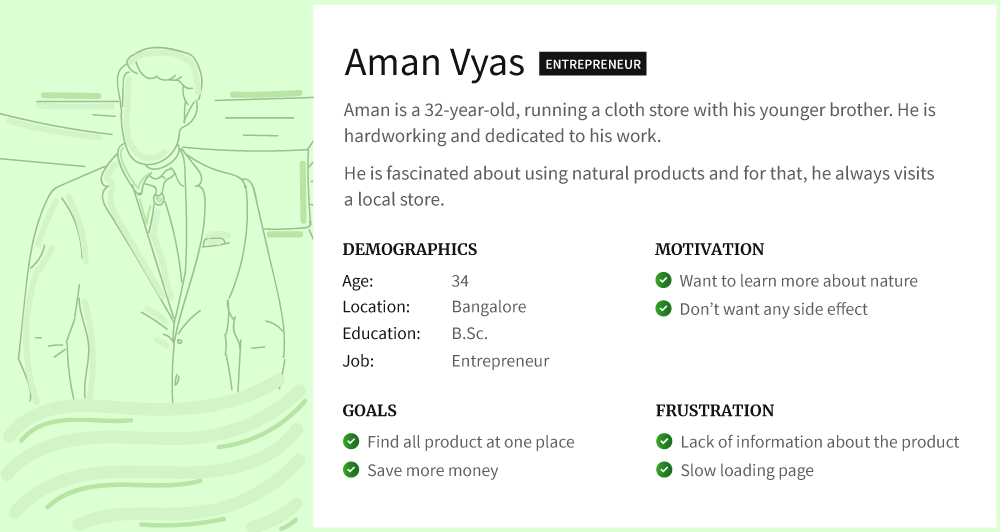 Aman Vyas ENTREPRENEUR
Aman is a 32-year-old, running a cloth store with his younger brother. He is
hardworking and dedicated to his work.
He is fascinated about using natural products and for that, he always visits
a local store.
DEMOGRAPHICS
Age: 34
Location: Bangalore
Education: B.Sc.
Job: Entrepreneur
MOTIVATION
Want to learn more about nature
Don’t want any side effect
GOALS
Find all product at one place
Save more money
FRUSTRATION
Lack of information about the product
Slow loading page